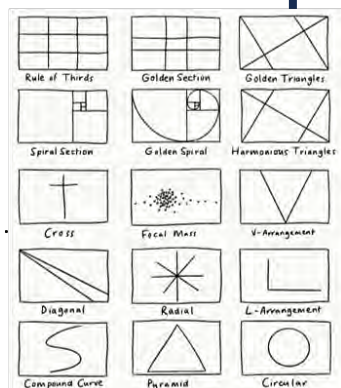 Rule of Thirds
Golden Section
Golden Triangles
Spiral Section
Golden Spiral
Harmonious Triangles
Cross
Focal Mass
V-Arrangement
Diagonal
Radial
L-Arrangement
Compound Curve
Pyramid
Circular